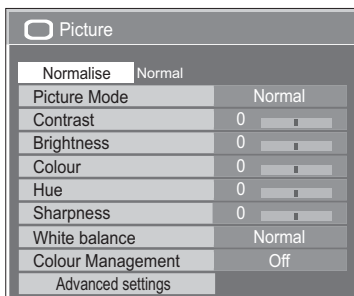 Picture
Normalise Normal
Picture Mode Normal
Contrast 0
Brightness 0
Colour 0
Hue 0
Sharpness 0
White balance Normal
Colour Management Off
Advanced settings